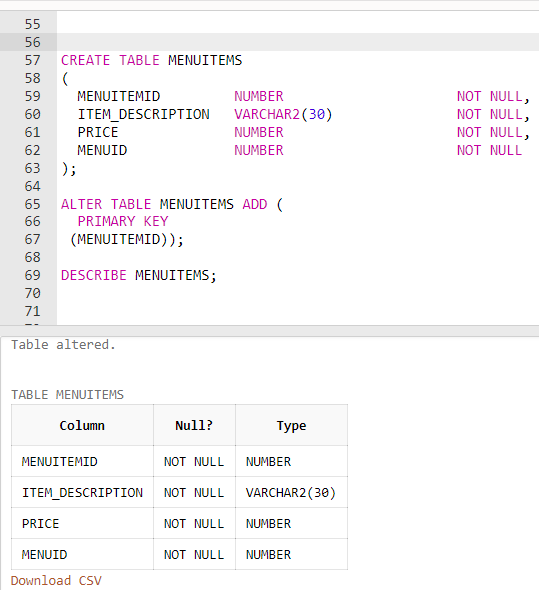 55
56
57 CREATE TABLE MENUITEMS
58 (
59 MENUITEMID NUMBER NOT NULL,
60 ITEM_DESCRIPTION VARCHAR2(30) NOT NULL,
61 PRICE NUMBER NOT NULL,
62 MENUID NUMBER NOT NULL
63 );
64
65 ALTER TABLE MENUITEMS ADD (
66 PRIMARY KEY
67 (MENUITEMID));
68
69 DESCRIBE MENUITEMS;
70
71
Table altered.
TABLE MENUITEMS
Column Null? Type
MENUITEMID NOT NULL NUMBER
ITEM_DESCRIPTION NOT NULL VARCHAR2(30)
PRICE NOT NULL NUMBER
MENUID NOT NULL NUMBER
Download CSV